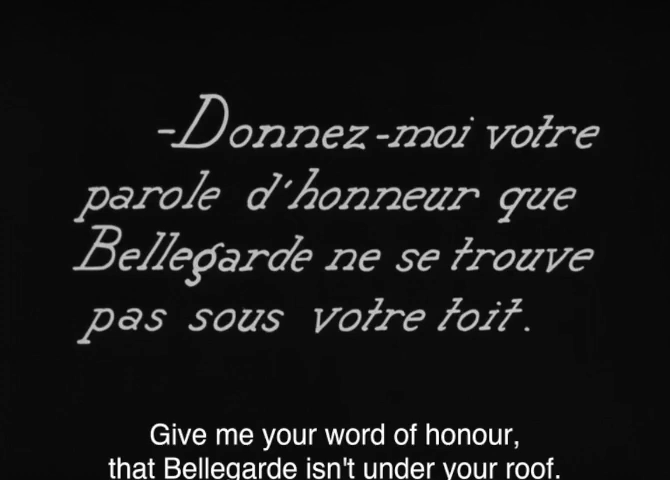 -Donnez-moi votre
parole d'honneur que
Bellegarde ne se trouve
pas sous votre toit.
Give me your word of honour,
that Bellegarde isn't under your roof.